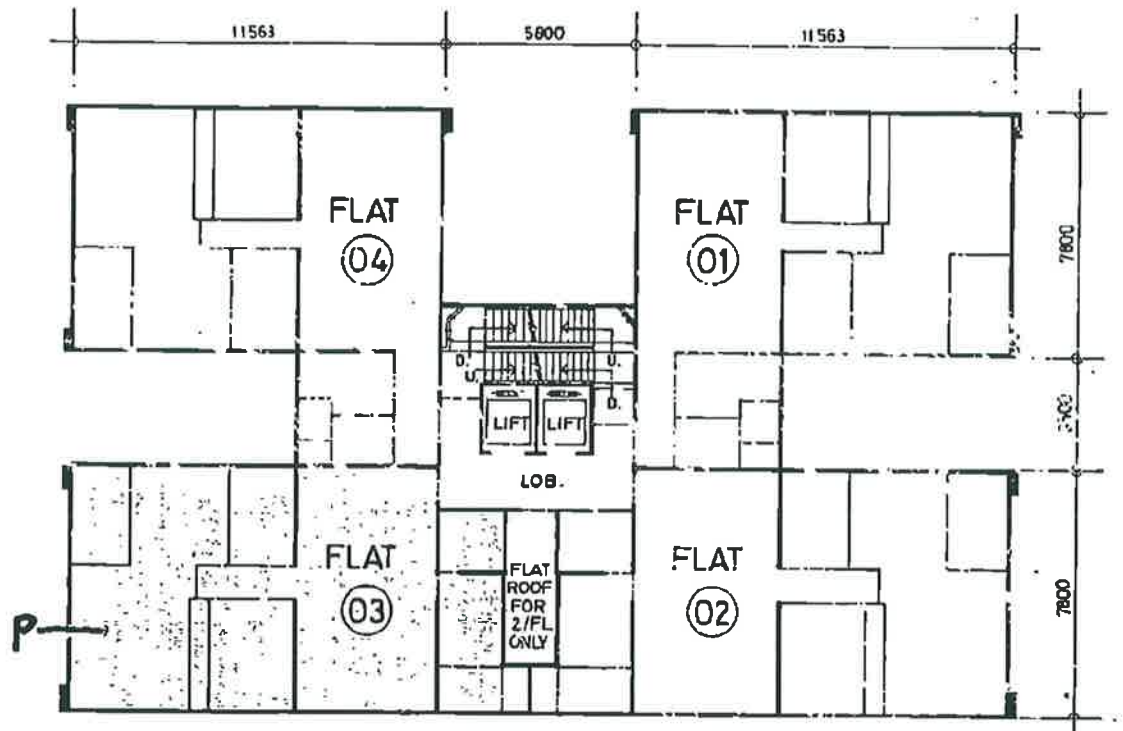 11563 5800 11563
FLAT
04
FLAT
01
7800
D. U.
U. D.
LIFT LIFT
LOB.
FLAT
03
FLAT
ROOF
FOR
2/FL
ONLY
FLAT
02
7800
P